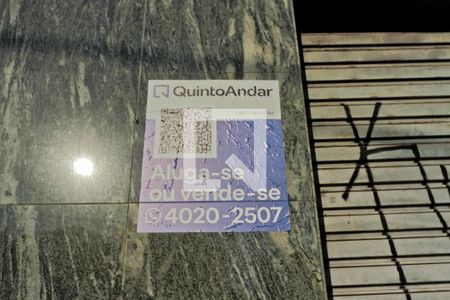 QuintoAndar
Aluga-se
ou vende-se
4020-2507